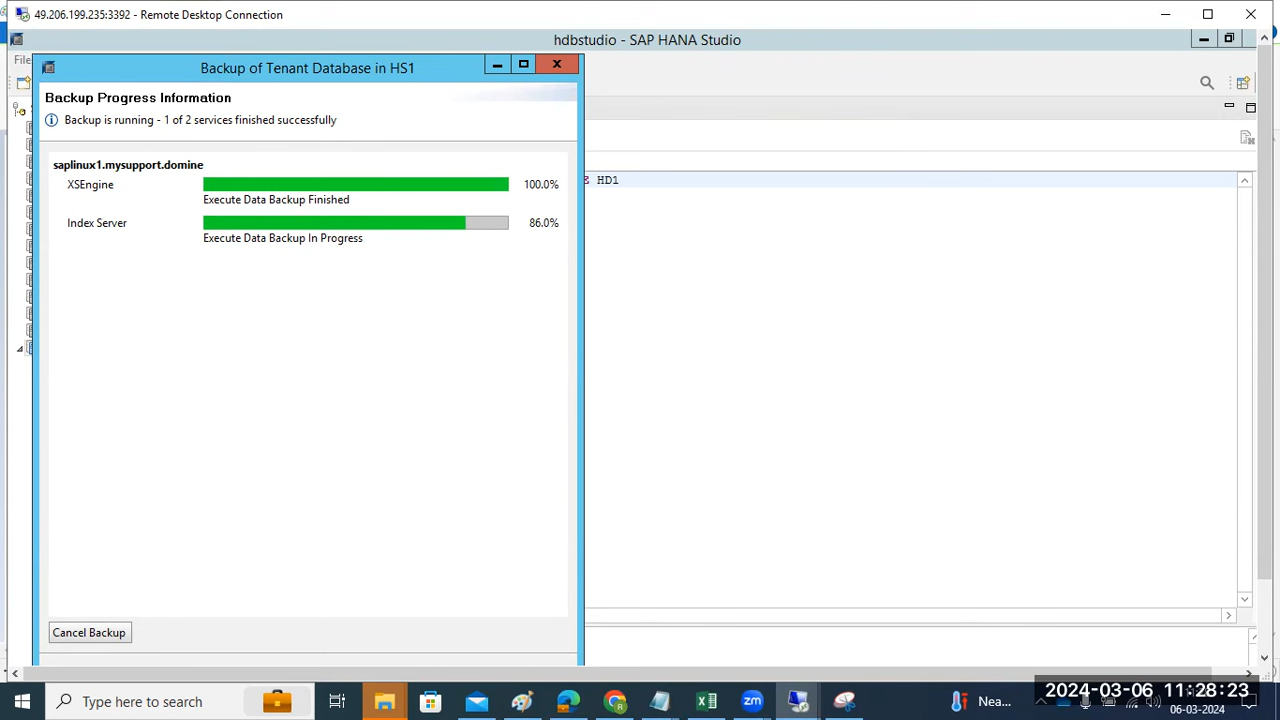 49.206.199.235:3392 - Remote Desktop Connection
hdbstudio - SAP HANA Studio
File
Backup of Tenant Database in HS1
Backup Progress Information
Backup is running - 1 of 2 services finished successfully
saplinux1.mysupport.domine
XSEngine
100.0%
Execute Data Backup Finished
Index Server
86.0%
Execute Data Backup In Progress
HD1
Cancel Backup
Type here to search
Nea...
2024-03-06 11:28:23
06-03-2024